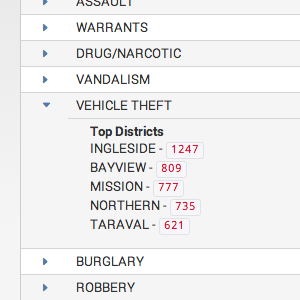 ASSAULT
WARRANTS
DRUG/NARCOTIC
VANDALISM
VEHICLE THEFT
Top Districts
INGLESIDE - 1247
BAYVIEW - 809
MISSION - 777
NORTHERN - 735
TARAVAL - 621
BURGLARY
ROBBERY